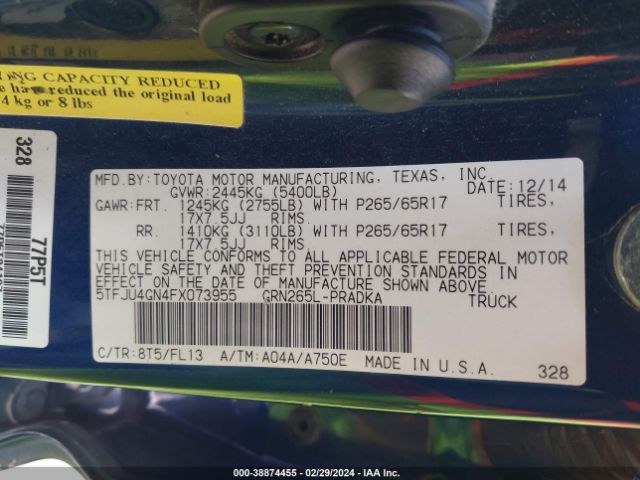 NG CAPACITY REDUCED
e have reduced the original load
4 kg or 8 lbs
328
77P5T
MFD.BY:TOYOTA MOTOR MANUFACTURING, TEXAS, INC.
GVWR:2445KG (5400LB) DATE:12/14
GAWR:FRT. 1245KG (2755LB) WITH P265/65R17 TIRES,
17X7.5JJ RIMS.
RR. 1410KG (3110LB) WITH P265/65R17 TIRES,
17X7.5JJ RIMS.
THIS VEHICLE CONFORMS TO ALL APPLICABLE FEDERAL MOTOR
VEHICLE SAFETY AND THEFT PREVENTION STANDARDS IN
EFFECT ON THE DATE OF MANUFACTURE SHOWN ABOVE.
5TFJU4GN4FX073955 GRN265L-PRADKA TRUCK
C/TR:8T5/FL13 A/TM:A04A/A750E MADE IN U.S.A. 328
000-38874455 - 02/29/2024 - IAA Inc.